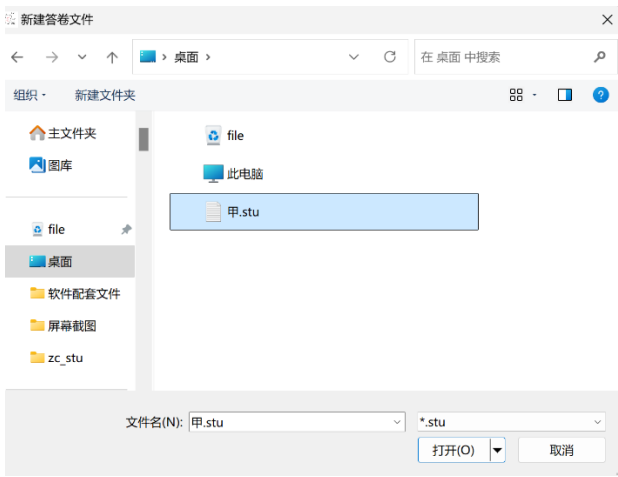 新建答卷文件
桌面
在 桌面 中搜索
组织
新建文件夹
主文件夹
图库
file
桌面
软件配套文件
屏幕截图
zc_stu
file
此电脑
甲.stu
文件名(N): 甲.stu
*.stu
打开(O)
取消